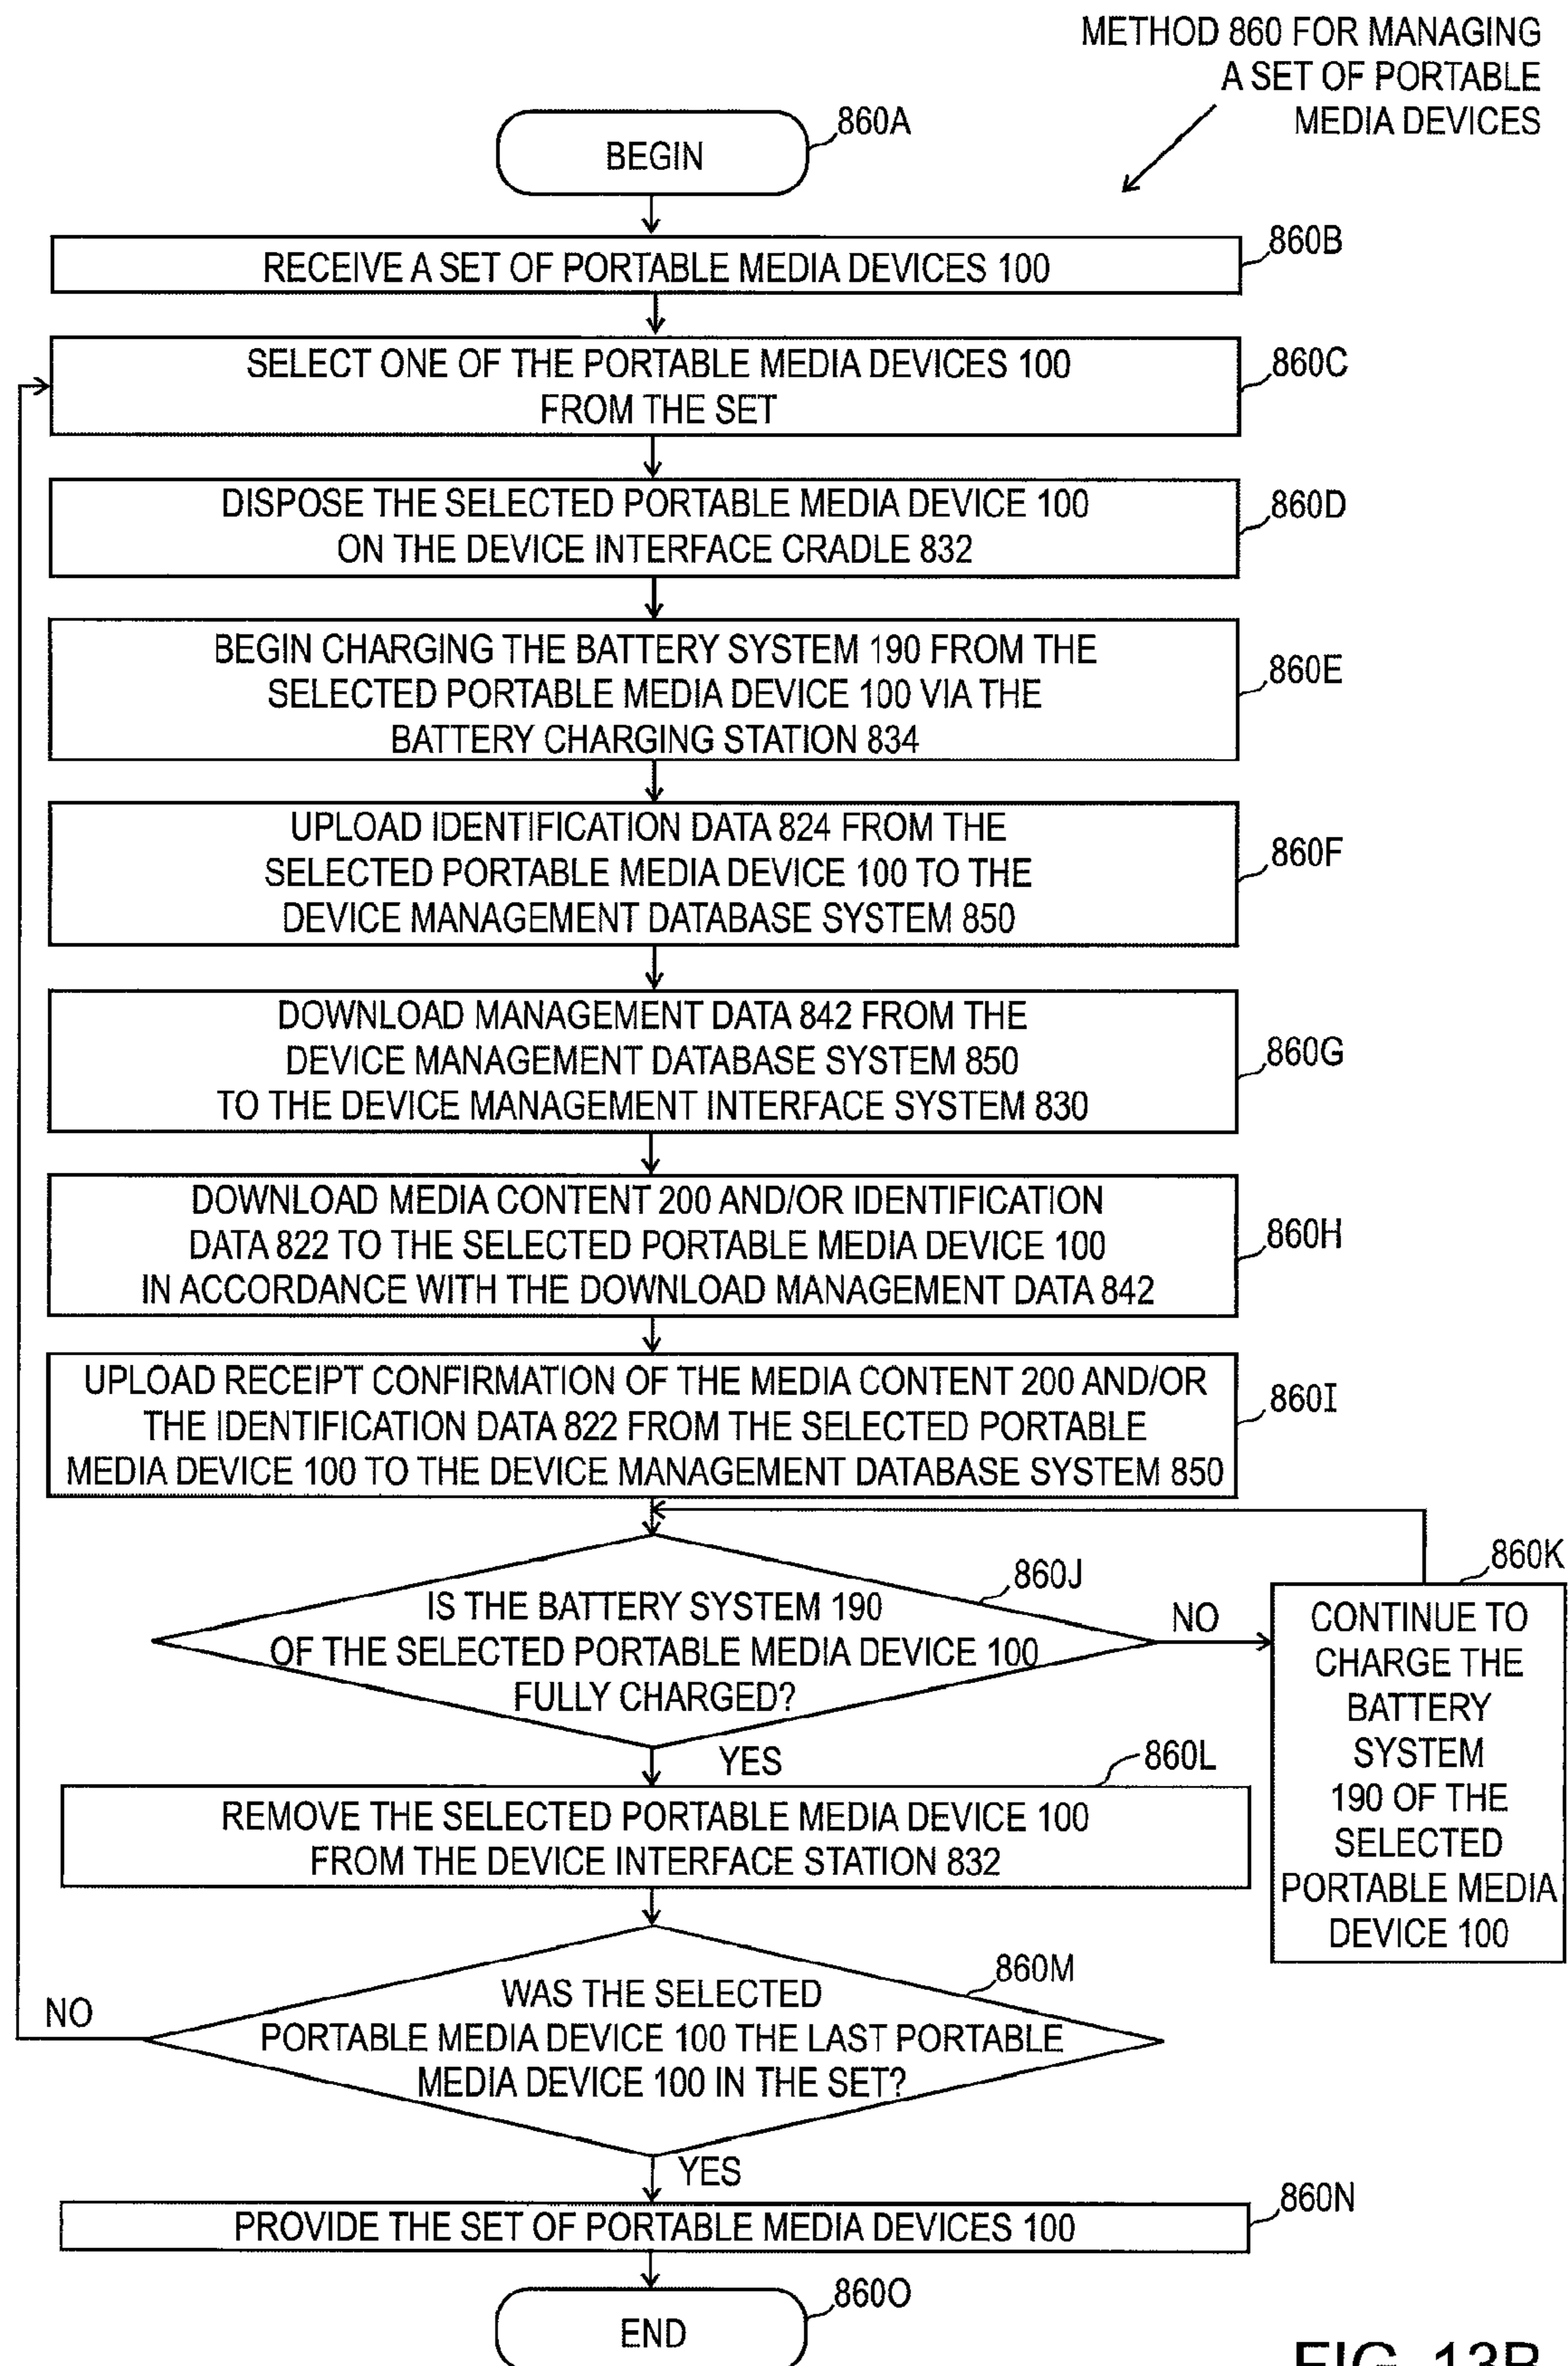 METHOD 860 FOR MANAGING
A SET OF PORTABLE
MEDIA DEVICES
BEGIN
860A
RECEIVE A SET OF PORTABLE MEDIA DEVICES 100
860B
SELECT ONE OF THE PORTABLE MEDIA DEVICES 100
FROM THE SET
860C
DISPOSE THE SELECTED PORTABLE MEDIA DEVICE 100
ON THE DEVICE INTERFACE CRADLE 832
860D
BEGIN CHARGING THE BATTERY SYSTEM 190 FROM THE
SELECTED PORTABLE MEDIA DEVICE 100 VIA THE
BATTERY CHARGING STATION 834
860E
UPLOAD IDENTIFICATION DATA 824 FROM THE
SELECTED PORTABLE MEDIA DEVICE 100 TO THE
DEVICE MANAGEMENT DATABASE SYSTEM 850
860F
DOWNLOAD MANAGEMENT DATA 842 FROM THE
DEVICE MANAGEMENT DATABASE SYSTEM 850
TO THE DEVICE MANAGEMENT INTERFACE SYSTEM 830
860G
DOWNLOAD MEDIA CONTENT 200 AND/OR IDENTIFICATION
DATA 822 TO THE SELECTED PORTABLE MEDIA DEVICE 100
IN ACCORDANCE WITH THE DOWNLOAD MANAGEMENT DATA 842
860H
UPLOAD RECEIPT CONFIRMATION OF THE MEDIA CONTENT 200 AND/OR
THE IDENTIFICATION DATA 822 FROM THE SELECTED PORTABLE
MEDIA DEVICE 100 TO THE DEVICE MANAGEMENT DATABASE SYSTEM 850
860I
IS THE BATTERY SYSTEM 190
OF THE SELECTED PORTABLE MEDIA DEVICE 100
FULLY CHARGED?
860J
NO
860K
CONTINUE TO
CHARGE THE
BATTERY
SYSTEM
190 OF THE
SELECTED
PORTABLE MEDIA
DEVICE 100
YES
860L
REMOVE THE SELECTED PORTABLE MEDIA DEVICE 100
FROM THE DEVICE INTERFACE STATION 832
WAS THE SELECTED
PORTABLE MEDIA DEVICE 100 THE LAST PORTABLE
MEDIA DEVICE 100 IN THE SET?
860M
NO
YES
PROVIDE THE SET OF PORTABLE MEDIA DEVICES 100
860N
END
860O
FIG. 13B